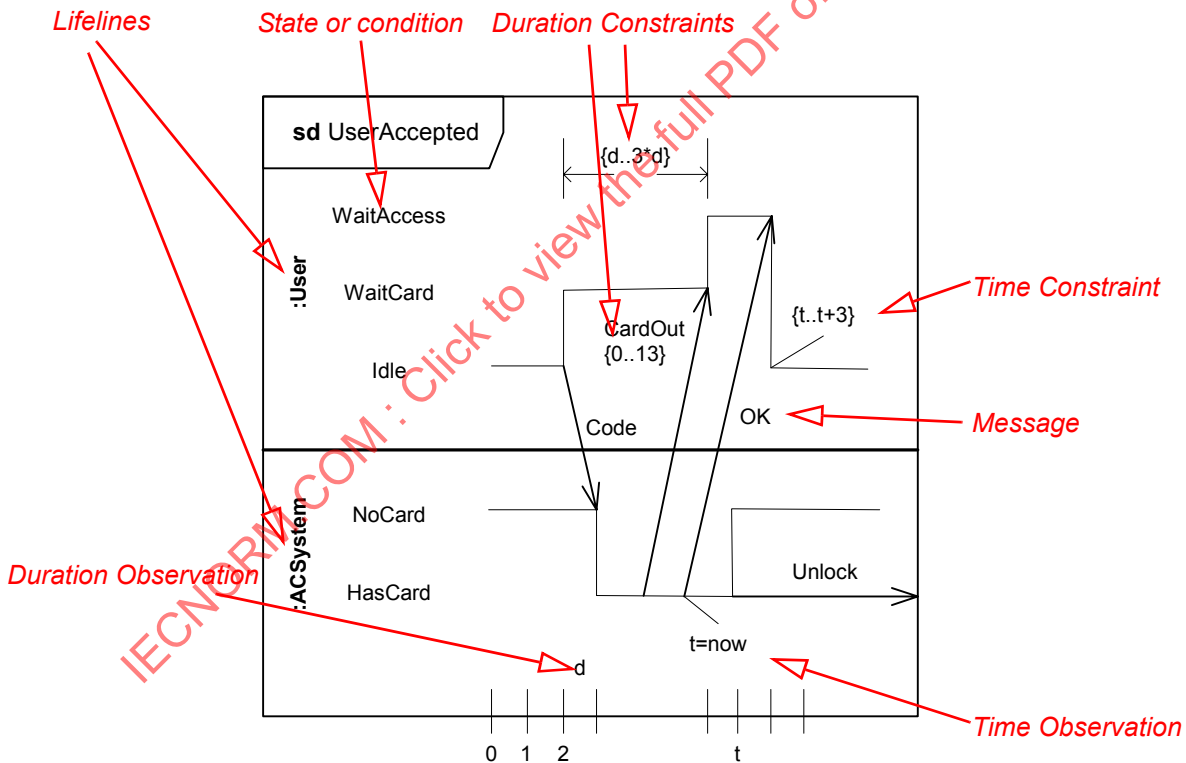 Lifelines
State or condition
Duration Constraints
sd UserAccepted
{d..3*d}
WaitAccess
:User
WaitCard
Time Constraint
{t..t+3}
CardOut
{0..13}
Idle
Code
OK
Message
:ACSystem
NoCard
Duration Observation
HasCard
Unlock
t=now
d
Time Observation
0 1 2 t
IECNORM.COM : Click to view the full PDF of